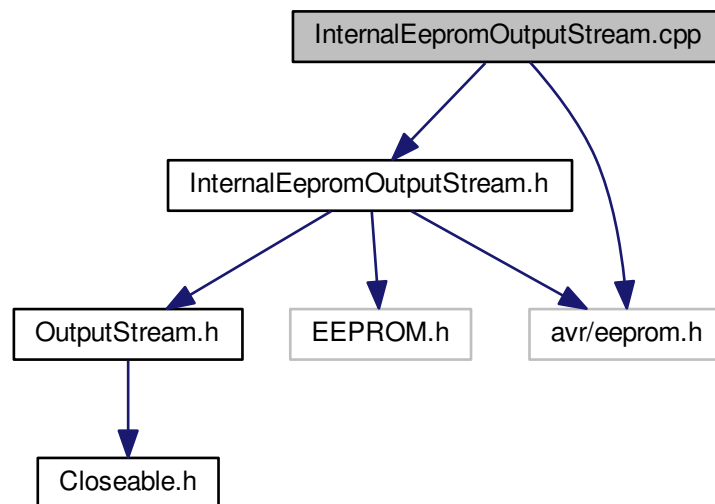 InternalEepromOutputStream.cpp
InternalEepromOutputStream.h
OutputStream.h
EEPROM.h
avr/eeprom.h
Closeable.h